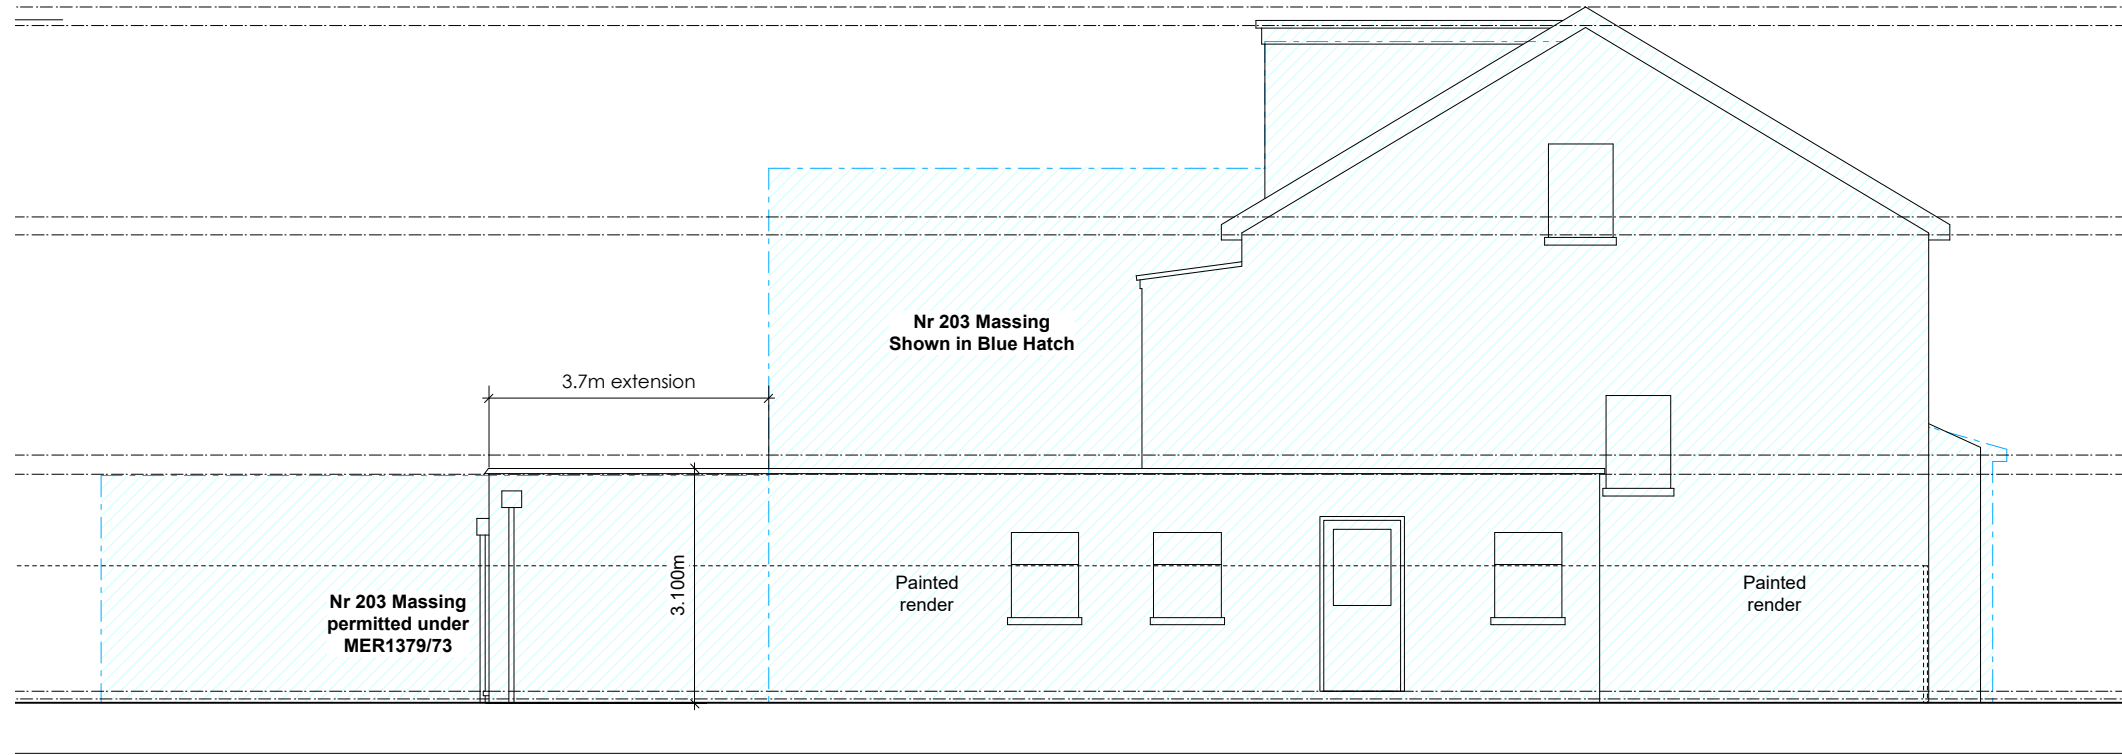 Nr 203 Massing
Shown in Blue Hatch
3.7m extension
3.100m
Painted
render
Painted
render
Nr 203 Massing
permitted under
MER1379/73